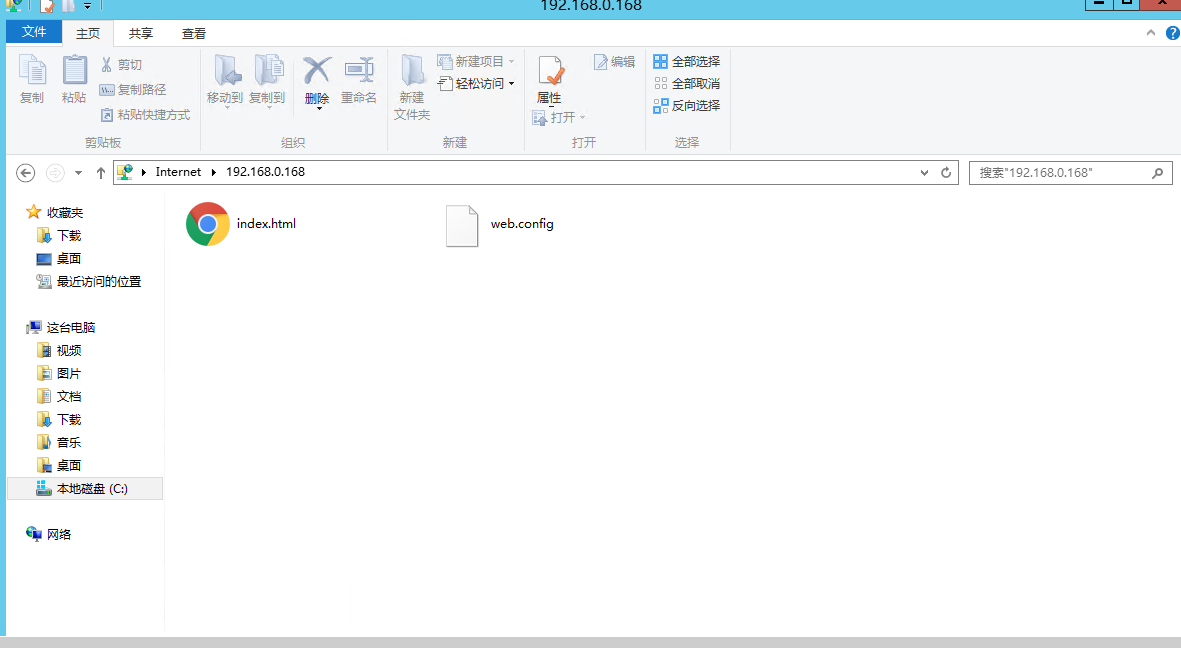 192.168.0.168
文件 主页 共享 查看
复制 粘贴 剪切 复制路径 粘贴快捷方式
剪贴板
移动到 复制到 删除 重命名
组织
新建文件夹 新建项目 轻松访问
新建
属性 打开 编辑
打开
全部选择
全部取消
反向选择
选择
Internet 192.168.0.168
搜索"192.168.0.168"
收藏夹
下载
桌面
最近访问的位置
这台电脑
视频
图片
文档
下载
音乐
桌面
本地磁盘 (C:)
网络
index.html
web.config